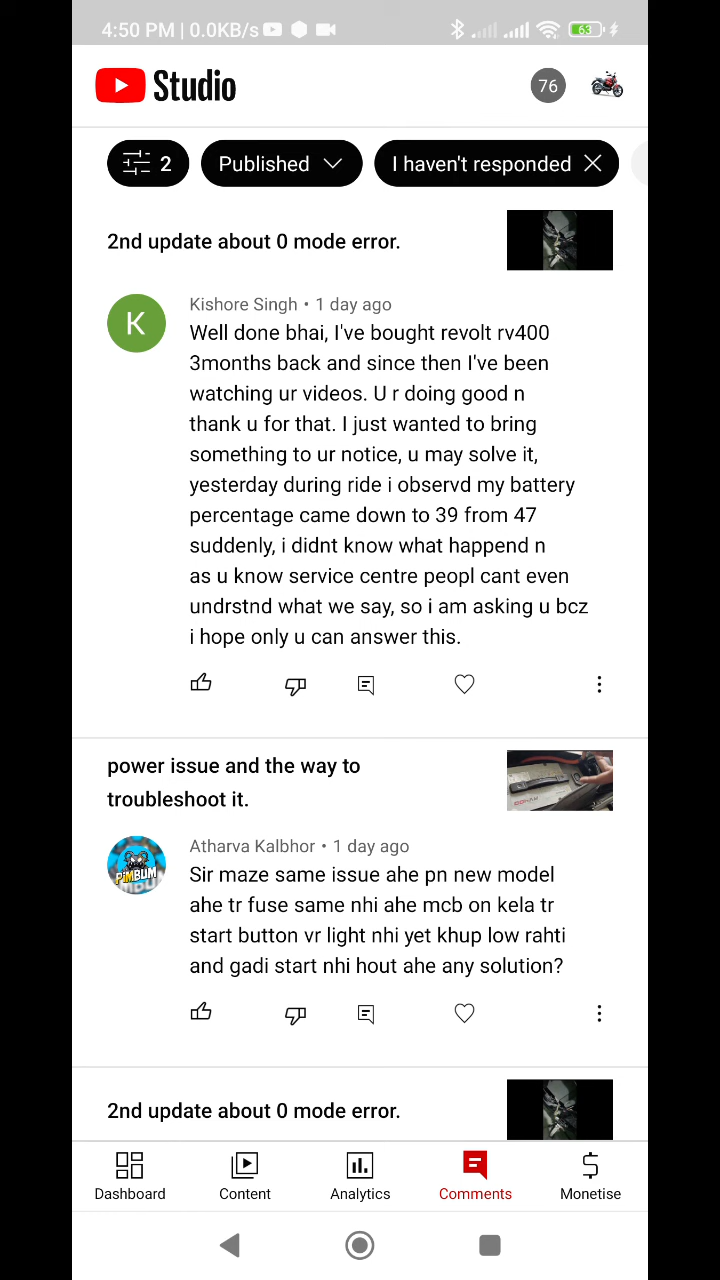 4:50 PM | 0.0KB/s
63
Studio
76
2
Published
I haven't responded
2nd update about 0 mode error.
K
Kishore Singh • 1 day ago
Well done bhai, I've bought revolt rv400
3months back and since then I've been
watching ur videos. U r doing good n
thank u for that. I just wanted to bring
something to ur notice, u may solve it,
yesterday during ride i observd my battery
percentage came down to 39 from 47
suddenly, i didnt know what happend n
as u know service centre peopl cant even
undrstnd what we say, so i am asking u bcz
i hope only u can answer this.
power issue and the way to
troubleshoot it.
PiMBUM
Atharva Kalbhor • 1 day ago
Sir maze same issue ahe pn new model
ahe tr fuse same nhi ahe mcb on kela tr
start button vr light nhi yet khup low rahti
and gadi start nhi hout ahe any solution?
2nd update about 0 mode error.
Dashboard
Content
Analytics
Comments
Monetise